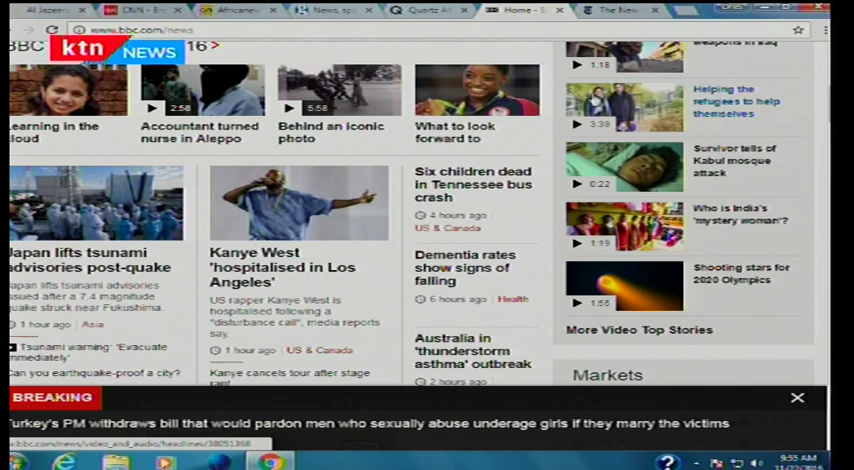 Al Jazeera
CNN - Br
Africanew
News, sp
Quartz A
Home - B
The New
www.bbc.com/news
BBC
ktn
NEWS
16 >
weapons in Iraq
1:18
2:58
5:58
Learning in the cloud
Accountant turned
nurse in Aleppo
Behind an iconic
photo
What to look
forward to
Helping the
refugees to help
themselves
3:39
Survivor tells of
Kabul mosque
attack
0:22
Who is India's
'mystery woman'?
1:19
Shooting stars for
2020 Olympics
1:55
More Video Top Stories
Markets
Japan lifts tsunami
advisories post-quake
Japan lifts tsunami advisories
issued after a 7.4 magnitude
quake struck near Fukushima.
1 hour ago | Asia
Tsunami warning: 'Evacuate
immediately'
Can you earthquake-proof a city?
Kanye West
'hospitalised in Los
Angeles'
US rapper Kanye West is
hospitalised following a
"disturbance call", media reports
say.
1 hour ago | US & Canada
Kanye cancels tour after stage
rant
Six children dead
in Tennessee bus
crash
4 hours ago
US & Canada
Dementia rates
show signs of
falling
6 hours ago | Health
Australia in
'thunderstorm
asthma' outbreak
2 hours ago
BREAKING
Turkey's PM withdraws bill that would pardon men who sexually abuse underage girls if they marry the victims
w.bbc.com/news/video_and_audio/headlines/38051368
9:55 AM
11/22/2016